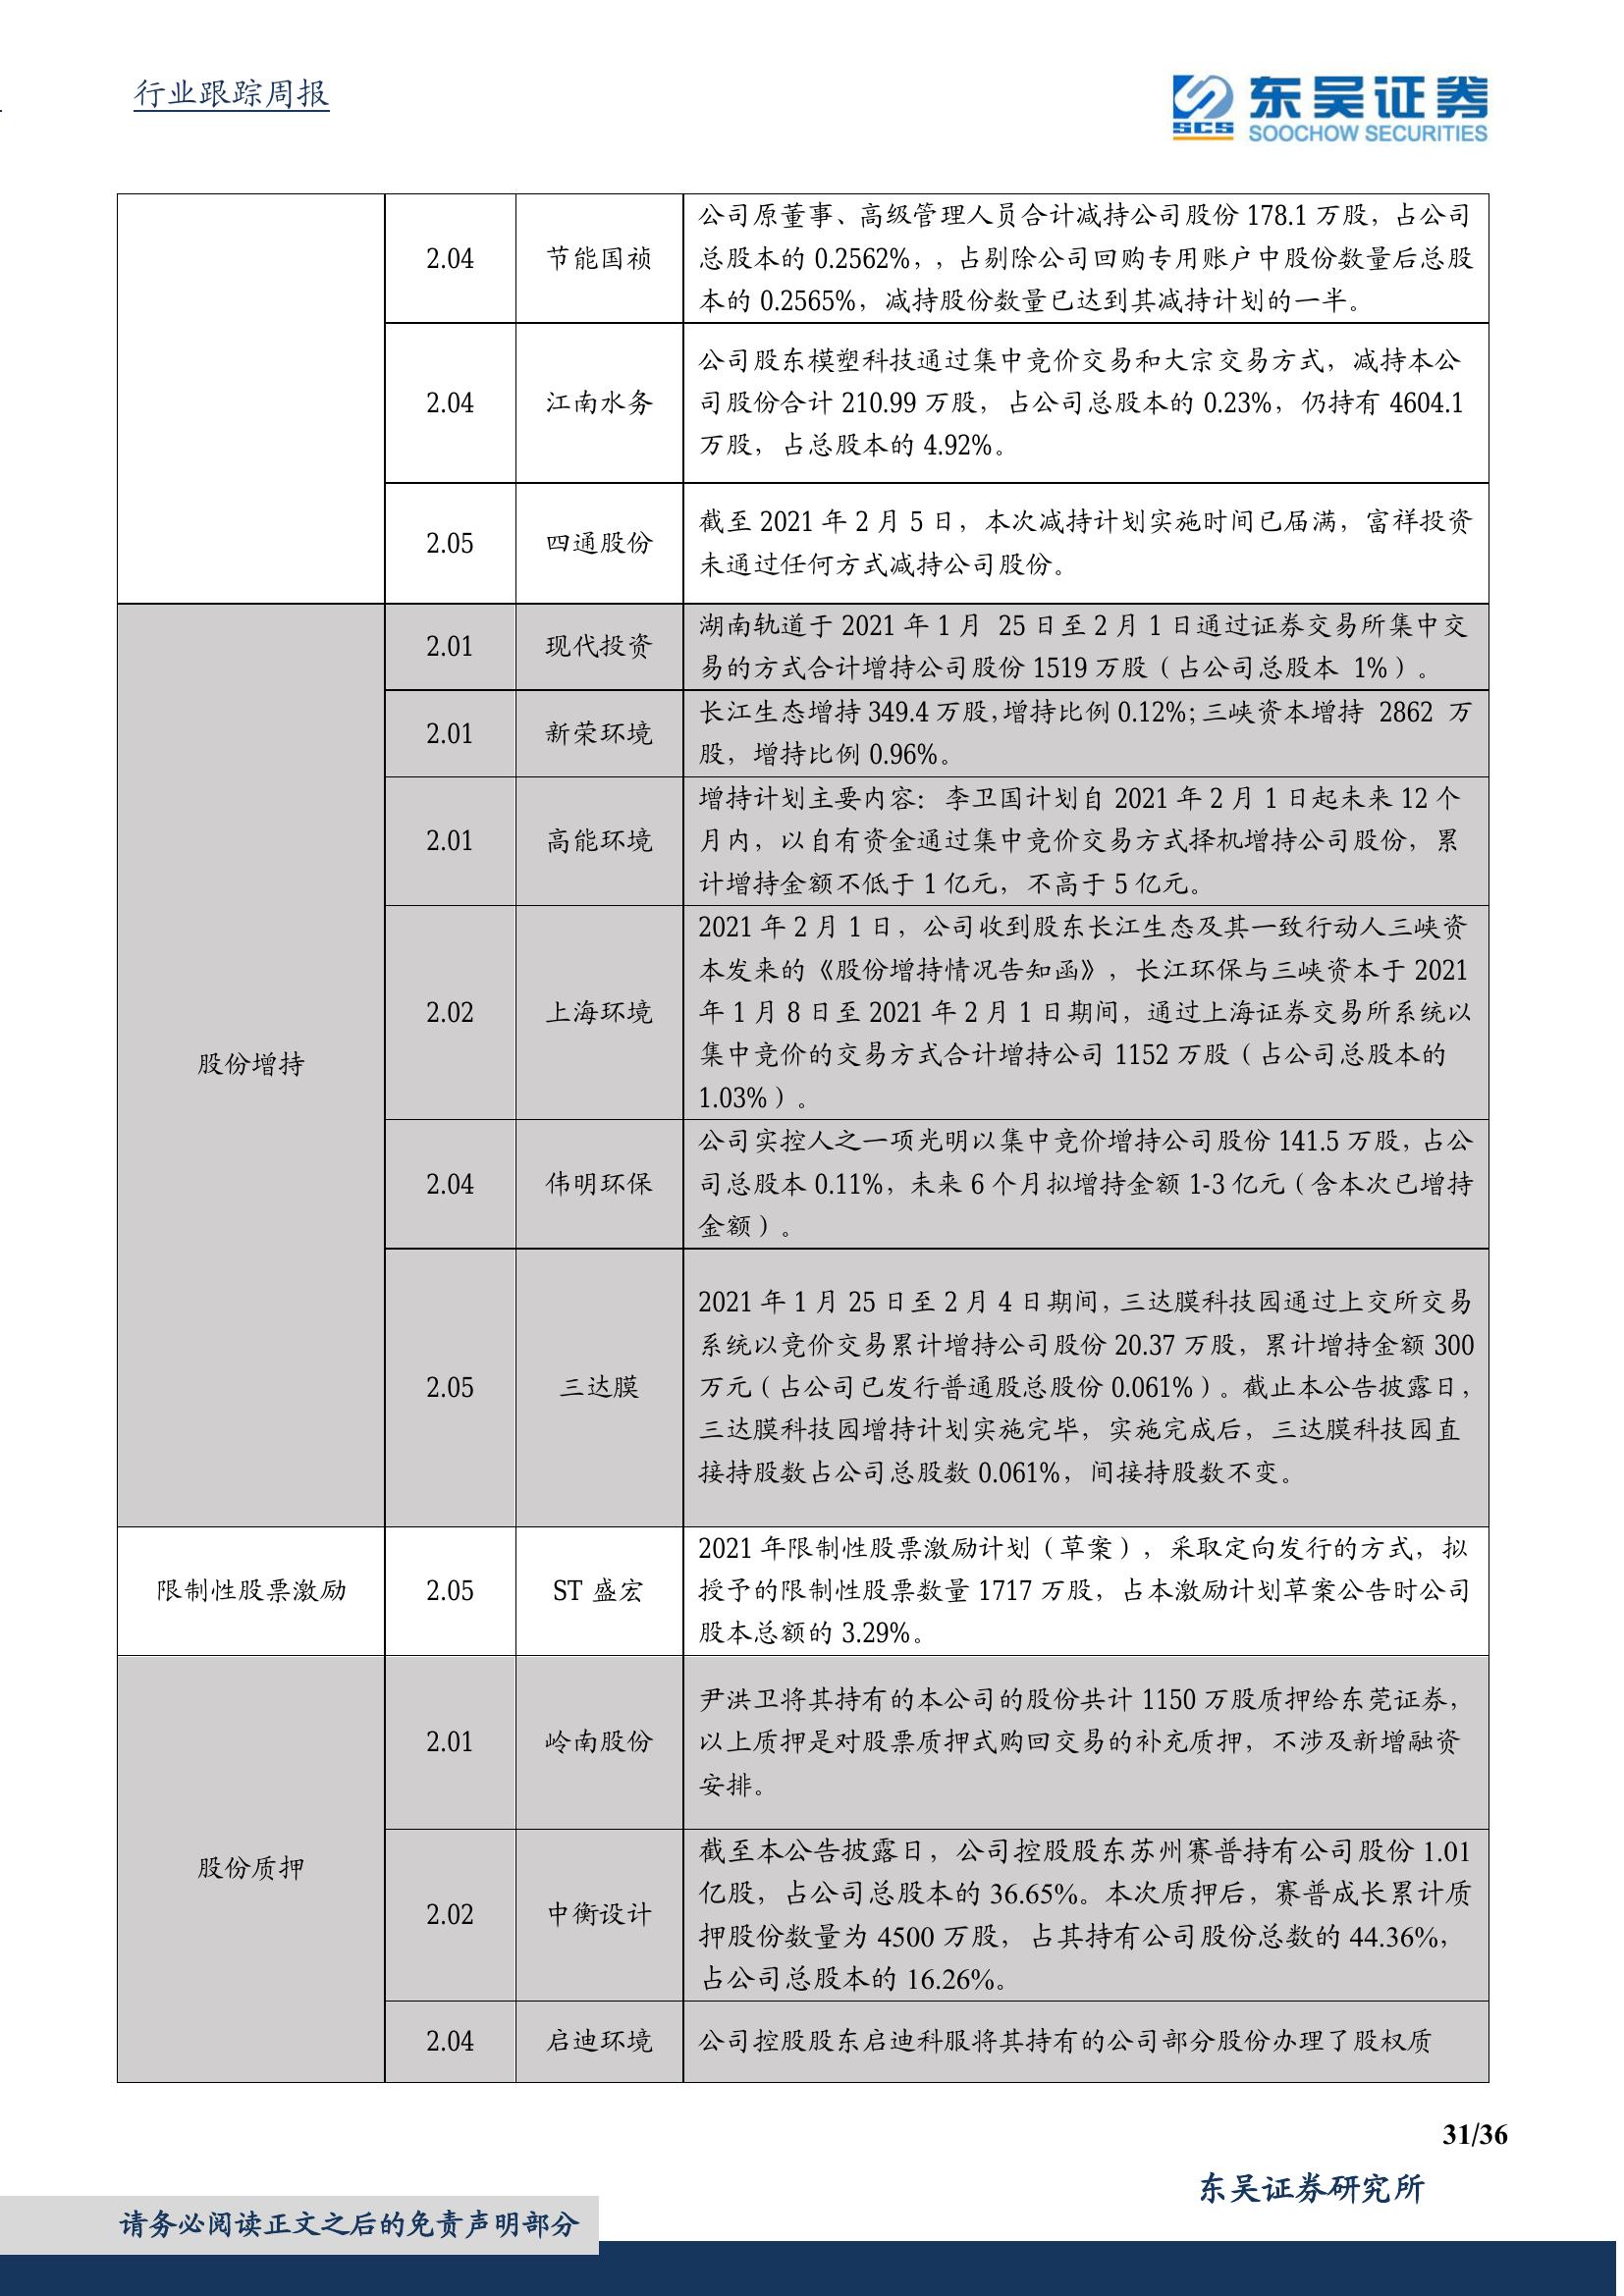 行业跟踪周报
SCS
东吴证券
SOOCHOW SECURITIES
2.04
节能国祯
公司原董事、高级管理人员合计减持公司股份 178.1 万股，占公司
总股本的 0.2562%，，占剔除公司回购专用账户中股份数量后总股
本的 0.2565%，减持股份数量已达到其减持计划的一半。
2.04
江南水务
公司股东模塑科技通过集中竞价交易和大宗交易方式，减持本公
司股份合计 210.99 万股，占公司总股本的 0.23%，仍持有 4604.1
万股，占总股本的 4.92%。
2.05
四通股份
截至 2021 年 2 月 5 日，本次减持计划实施时间已届满，富祥投资
未通过任何方式减持公司股份。
股份增持
2.01
现代投资
湖南轨道于 2021 年 1 月 25 日至 2 月 1 日通过证券交易所集中交
易的方式合计增持公司股份 1519 万股（占公司总股本 1%）。
2.01
新荣环境
长江生态增持 349.4 万股，增持比例 0.12%；三峡资本增持 2862 万
股，增持比例 0.96%。
2.01
高能环境
增持计划主要内容：李卫国计划自 2021 年 2 月 1 日起未来 12 个
月内，以自有资金通过集中竞价交易方式择机增持公司股份，累
计增持金额不低于 1 亿元，不高于 5 亿元。
2.02
上海环境
2021 年 2 月 1 日，公司收到股东长江生态及其一致行动人三峡资
本发来的《股份增持情况告知函》，长江环保与三峡资本于 2021
年 1 月 8 日至 2021 年 2 月 1 日期间，通过上海证券交易所系统以
集中竞价的交易方式合计增持公司 1152 万股（占公司总股本的
1.03%）。
2.04
伟明环保
公司实控人之一项光明以集中竞价增持公司股份 141.5 万股，占公
司总股本 0.11%，未来 6 个月拟增持金额 1-3 亿元（含本次已增持
金额）。
2.05
三达膜
2021 年 1 月 25 日至 2 月 4 日期间，三达膜科技园通过上交所交易
系统以竞价交易累计增持公司股份 20.37 万股，累计增持金额 300
万元（占公司已发行普通股总股份 0.061%）。截止本公告披露日，
三达膜科技园增持计划实施完毕，实施完成后，三达膜科技园直
接持股数占公司总股数 0.061%，间接持股数不变。
限制性股票激励
2.05
ST 盛宏
2021 年限制性股票激励计划（草案），采取定向发行的方式，拟
授予的限制性股票数量 1717 万股，占本激励计划草案公告时公司
股本总额的 3.29%。
股份质押
2.01
岭南股份
尹洪卫将其持有的本公司的股份共计 1150 万股质押给东莞证券，
以上质押是对股票质押式购回交易的补充质押，不涉及新增融资
安排。
2.02
中衡设计
截至本公告披露日，公司控股股东苏州赛普持有公司股份 1.01
亿股，占公司总股本的 36.65%。本次质押后，赛普成长累计质
押股份数量为 4500 万股，占其持有公司股份总数的 44.36%，
占公司总股本的 16.26%。
2.04
启迪环境
公司控股股东启迪科服将其持有的公司部分股份办理了股权质
31/36
东吴证券研究所
请务必阅读正文之后的免责声明部分